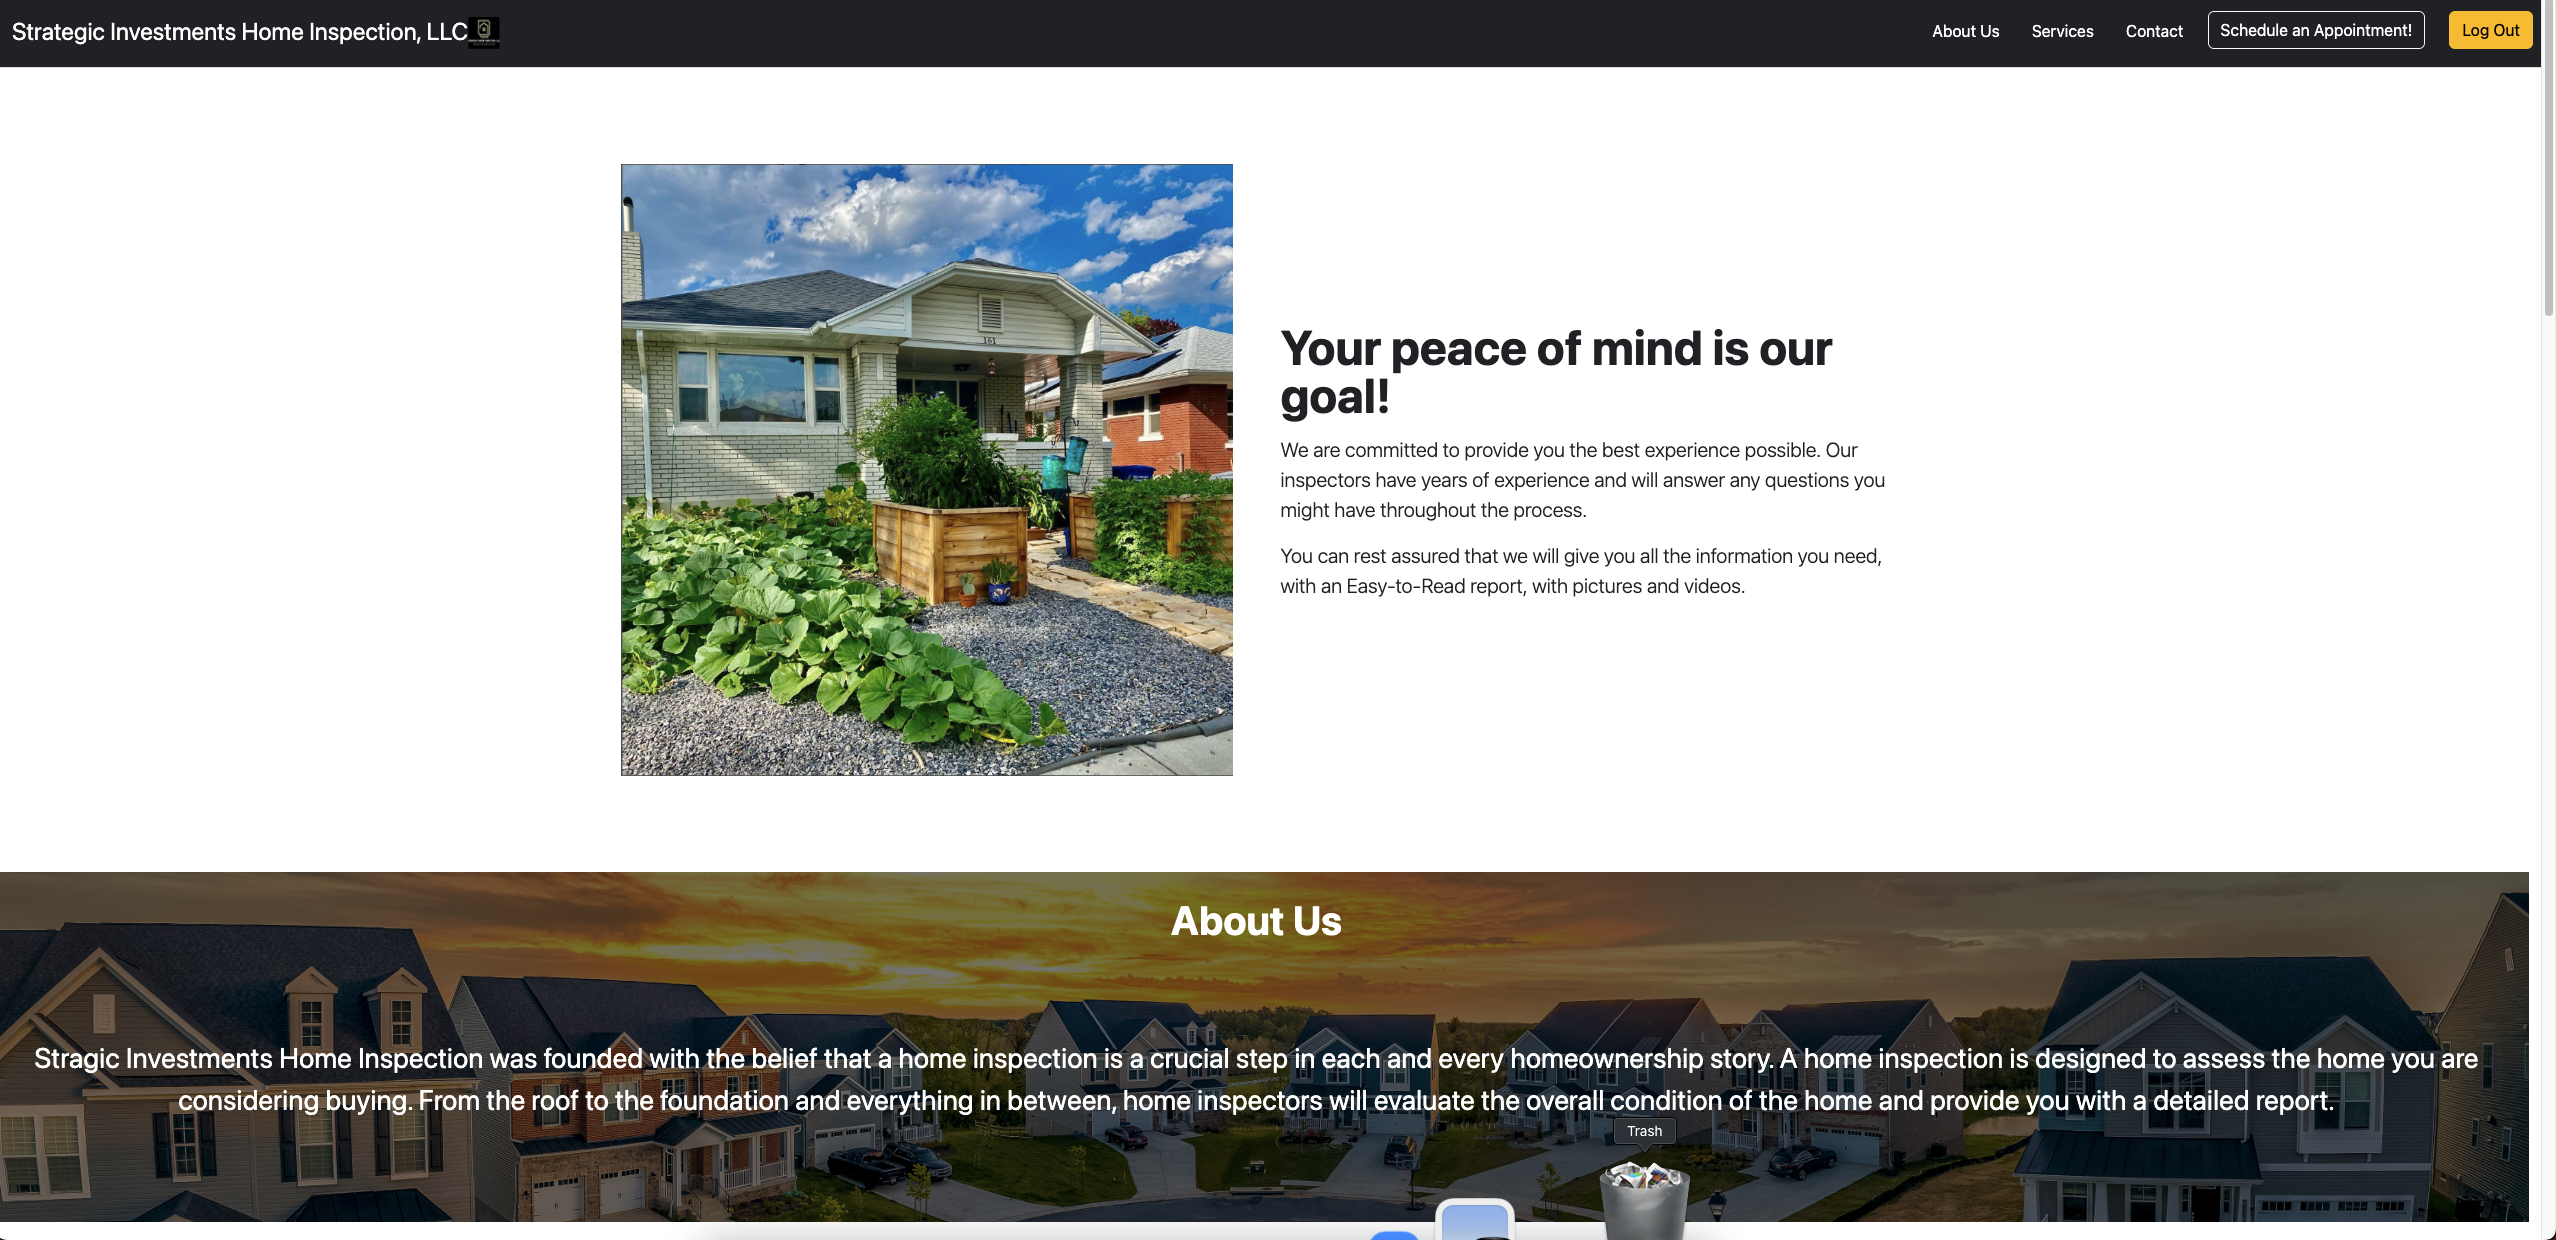 Strategic Investments Home Inspection, LLC
About Us
Services
Contact
Schedule an Appointment!
Log Out
161
Your peace of mind is our
goal!
We are committed to provide you the best experience possible. Our
inspectors have years of experience and will answer any questions you
might have throughout the process.
You can rest assured that we will give you all the information you need,
with an Easy-to-Read report, with pictures and videos.
About Us
Stragic Investments Home Inspection was founded with the belief that a home inspection is a crucial step in each and every homeownership story. A home inspection is designed to assess the home you are
considering buying. From the roof to the foundation and everything in between, home inspectors will evaluate the overall condition of the home and provide you with a detailed report.
Trash